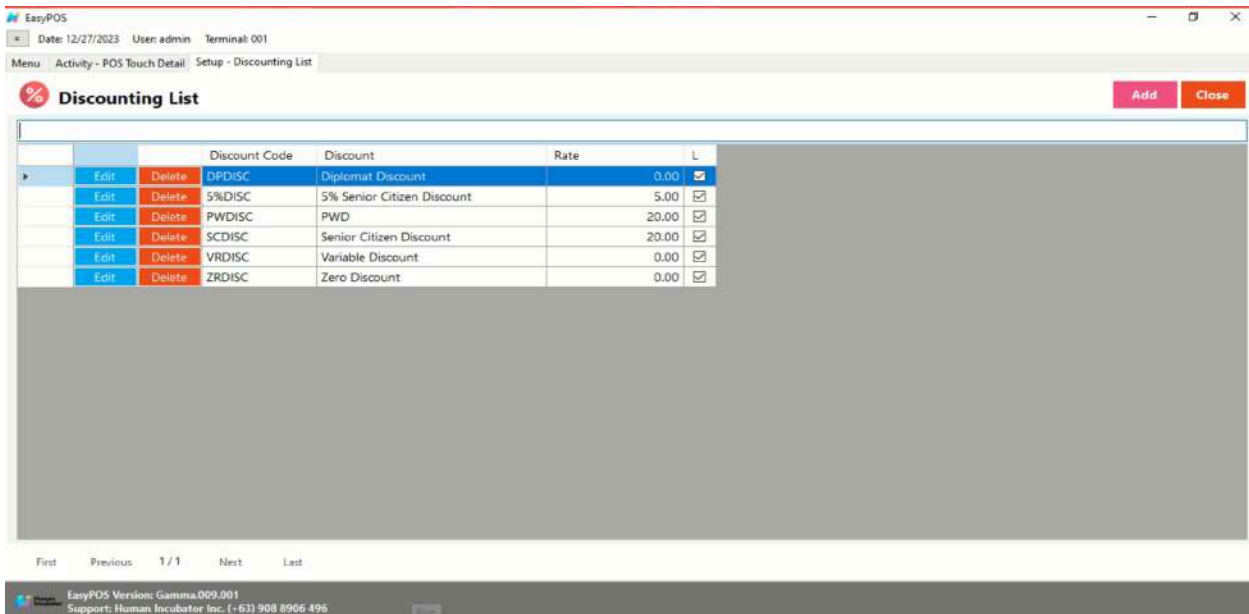 EasyPOS
Date: 12/27/2023 User: admin Terminal: 001
Menu Activity - POS Touch Detail Setup - Discounting List
% Discounting List Add Close
Discount Code Discount Rate L
Edit Delete DPDISC Diplomat Discount 0.00
Edit Delete 5%DISC 5% Senior Citizen Discount 5.00
Edit Delete PWDISC PWD 20.00
Edit Delete SCDISC Senior Citizen Discount 20.00
Edit Delete VRDISC Variable Discount 0.00
Edit Delete ZRDISC Zero Discount 0.00
First Previous 1 / 1 Next Last
EasyPOS Version: Gamma.009.001
Support: Human Incubator Inc. (+63) 908 8906 496